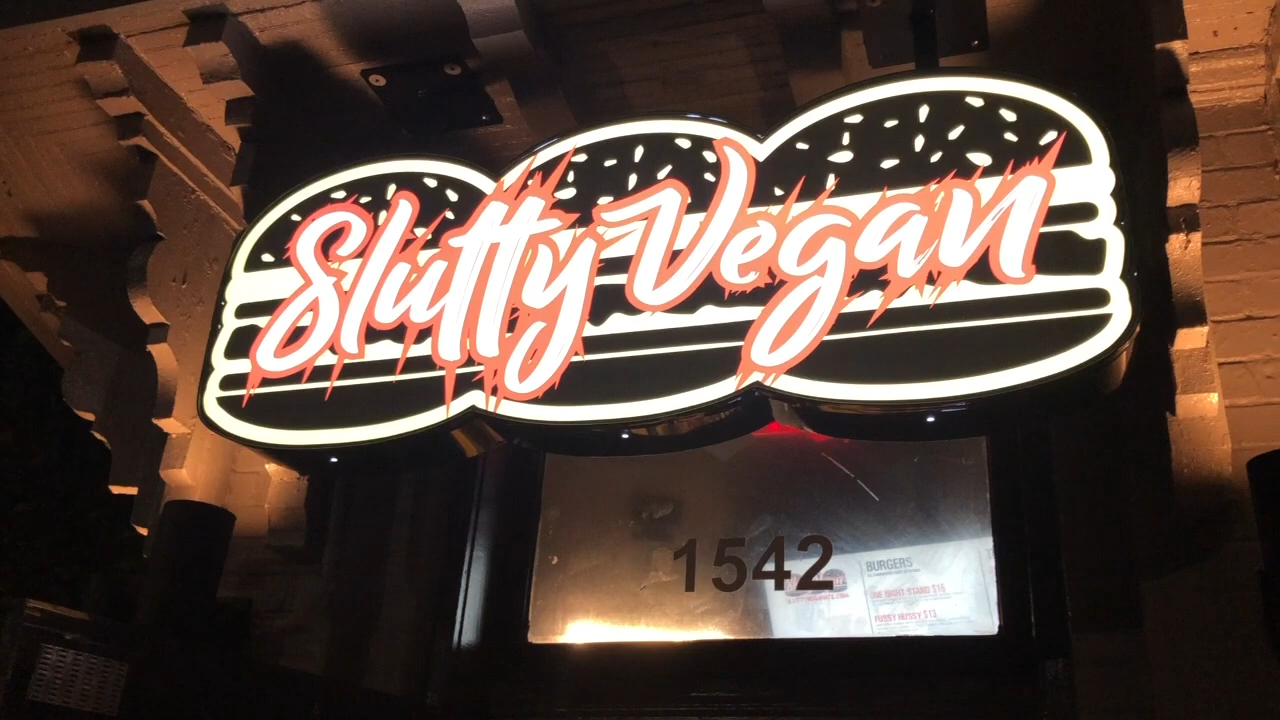 Slutty Vegan
1542
BURGERS
ONE NIGHT STAND $15
FUSSY HUSSY $13